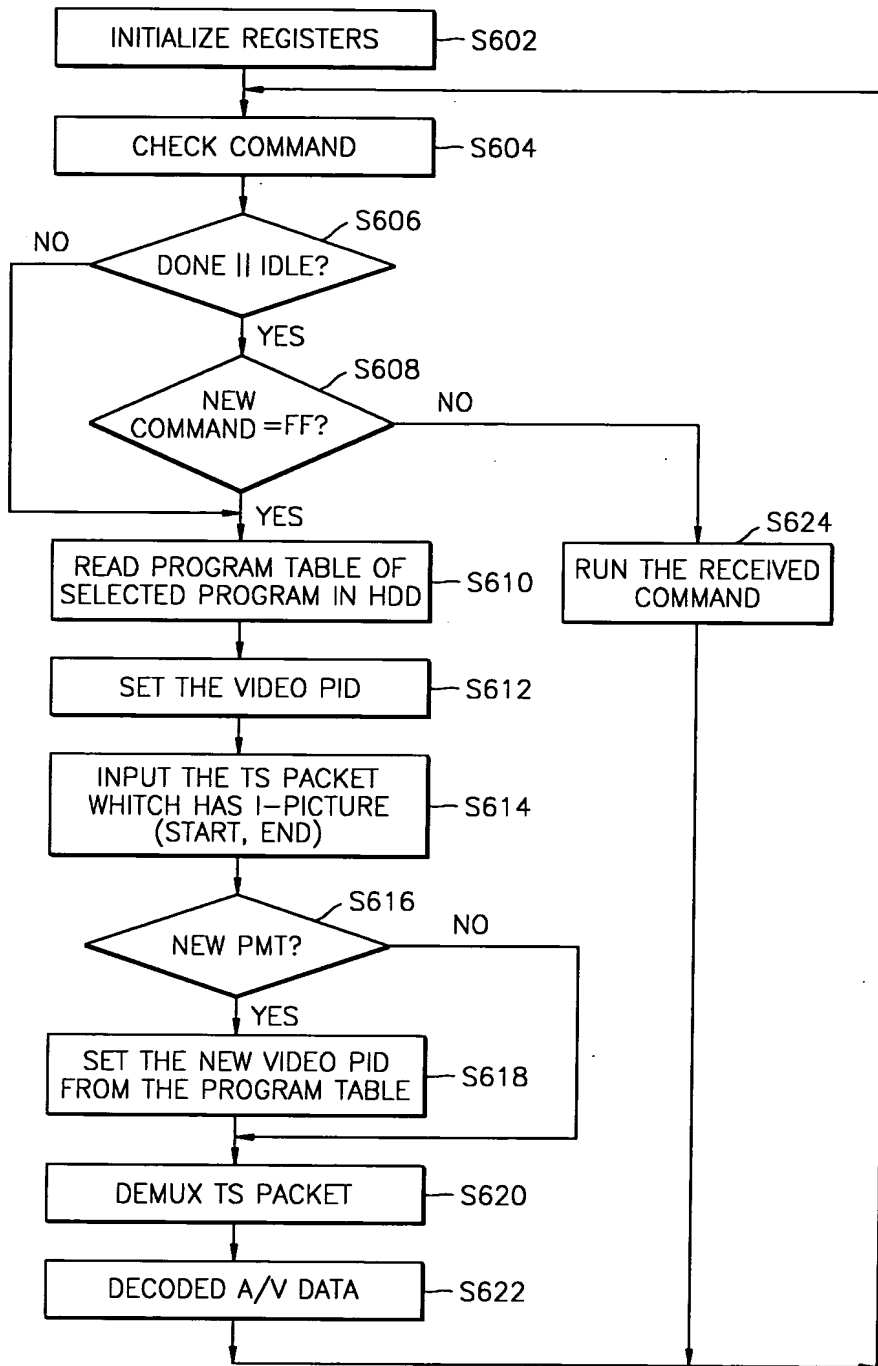 INITIALIZE REGISTERS
S602
CHECK COMMAND
S604
S606
NO
DONE || IDLE?
YES
S608
NEW
COMMAND =FF?
NO
YES
S624
READ PROGRAM TABLE OF
SELECTED PROGRAM IN HDD
S610
RUN THE RECEIVED
COMMAND
SET THE VIDEO PID
S612
INPUT THE TS PACKET
WHITCH HAS I-PICTURE
(START, END)
S614
S616
NEW PMT?
NO
YES
SET THE NEW VIDEO PID
FROM THE PROGRAM TABLE
S618
DEMUX TS PACKET
S620
DECODED A/V DATA
S622